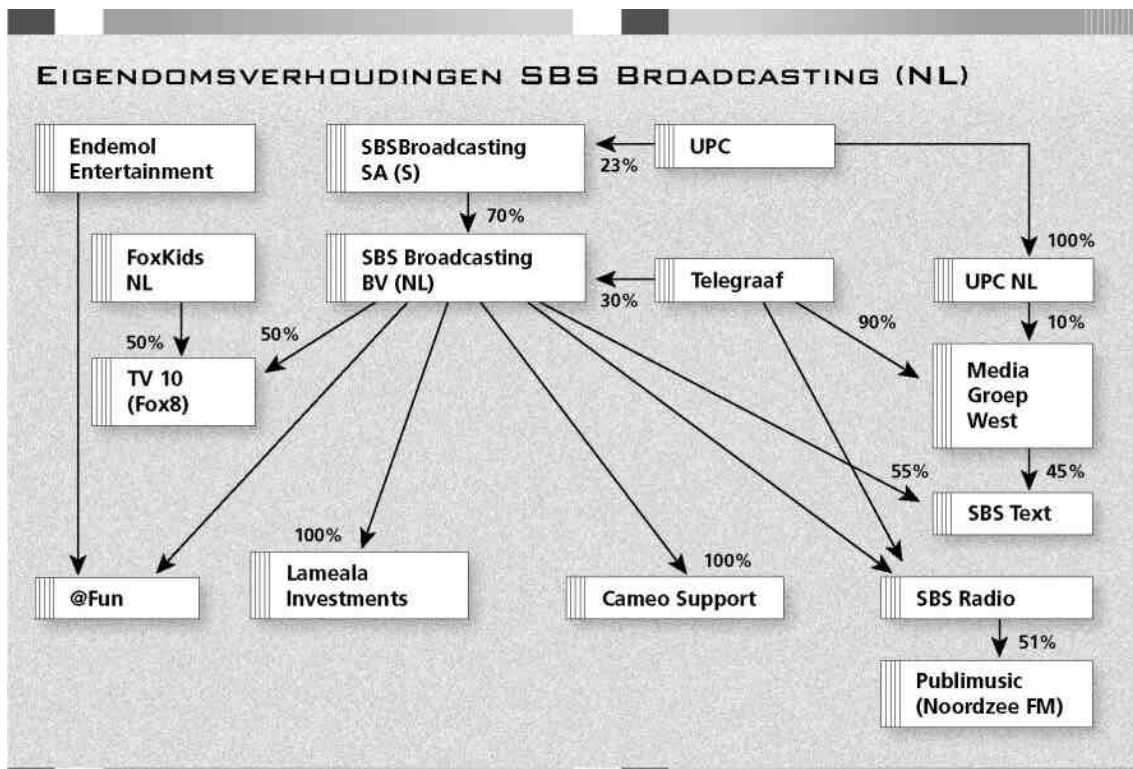 EIGENDOMSVERHOUDINGEN SBS BROADCASTING (NL)
Endemol
Entertainment
SBSBroadcasting
SA (S)
UPC
23%
70%
100%
FoxKids
NL
SBS Broadcasting
BV (NL)
Telegraaf
UPC NL
30%
90%
10%
50%
50%
TV 10
(Fox8)
Media
Groep
West
55%
45%
SBS Text
100%
100%
@Fun
Lameala
Investments
Cameo Support
SBS Radio
51%
Publimusic
(Noordzee FM)